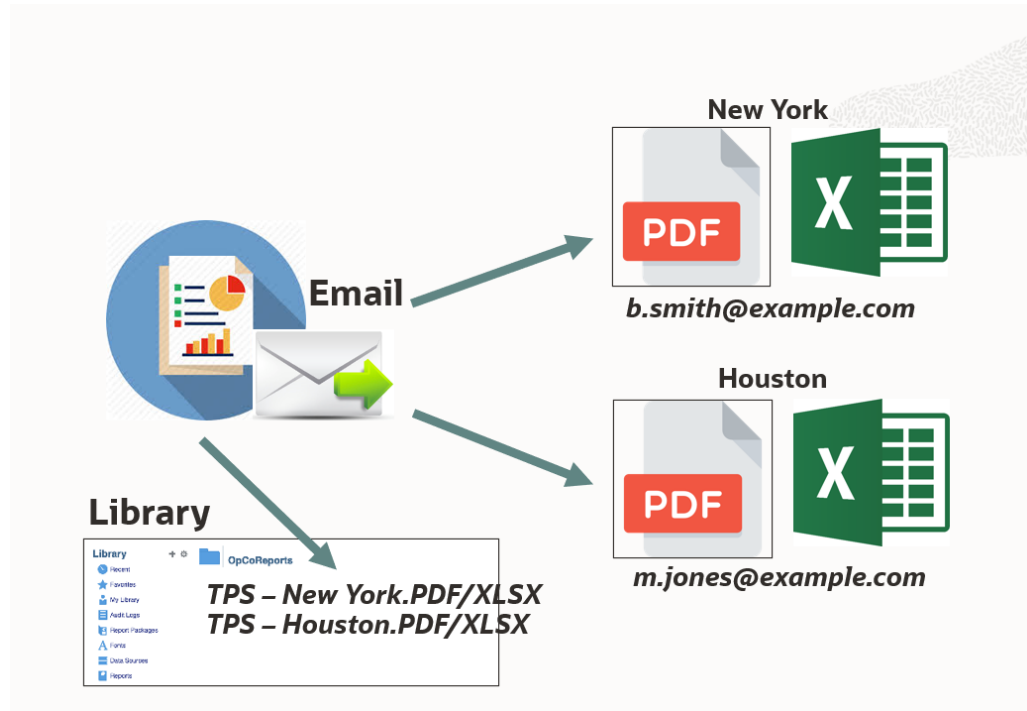 New York
PDF
X
b.smith@example.com
Email
Houston
PDF
X
m.jones@example.com
Library
Library
OpCoReports
Recent
Favorites
My Library
Audit Logs
Report Packages
Fonts
Data Sources
Reports
TPS – New York.PDF/XLSX
TPS – Houston.PDF/XLSX